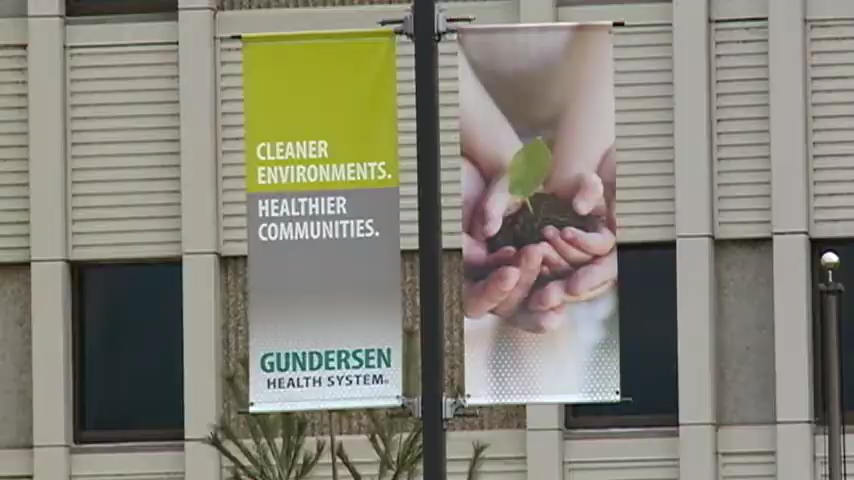 CLEANER
ENVIRONMENTS.
HEALTHIER
COMMUNITIES.
GUNDERSEN
HEALTH SYSTEM®